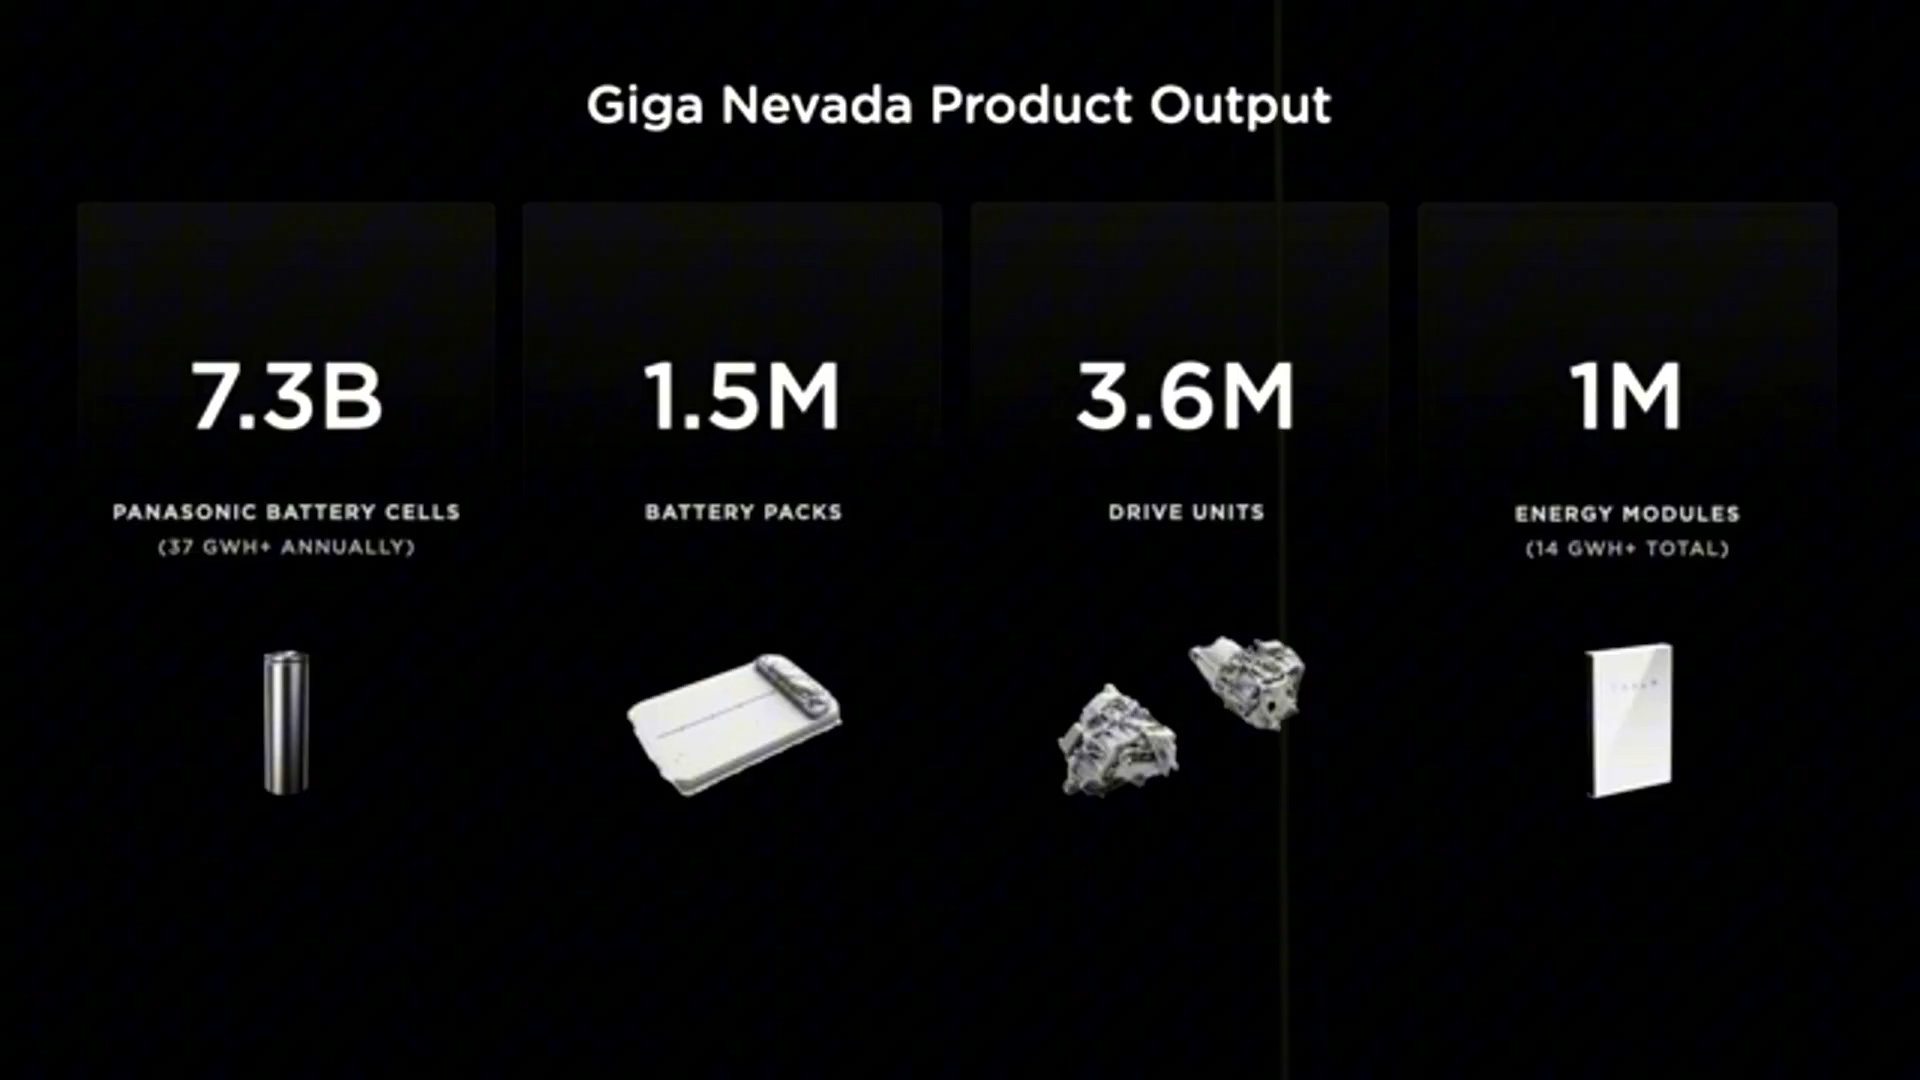 Giga Nevada Product Output
7.3B
PANASONIC BATTERY CELLS
(37 GWH+ ANNUALLY)
1.5M
BATTERY PACKS
3.6M
DRIVE UNITS
1M
ENERGY MODULES
(14 GWH+ TOTAL)